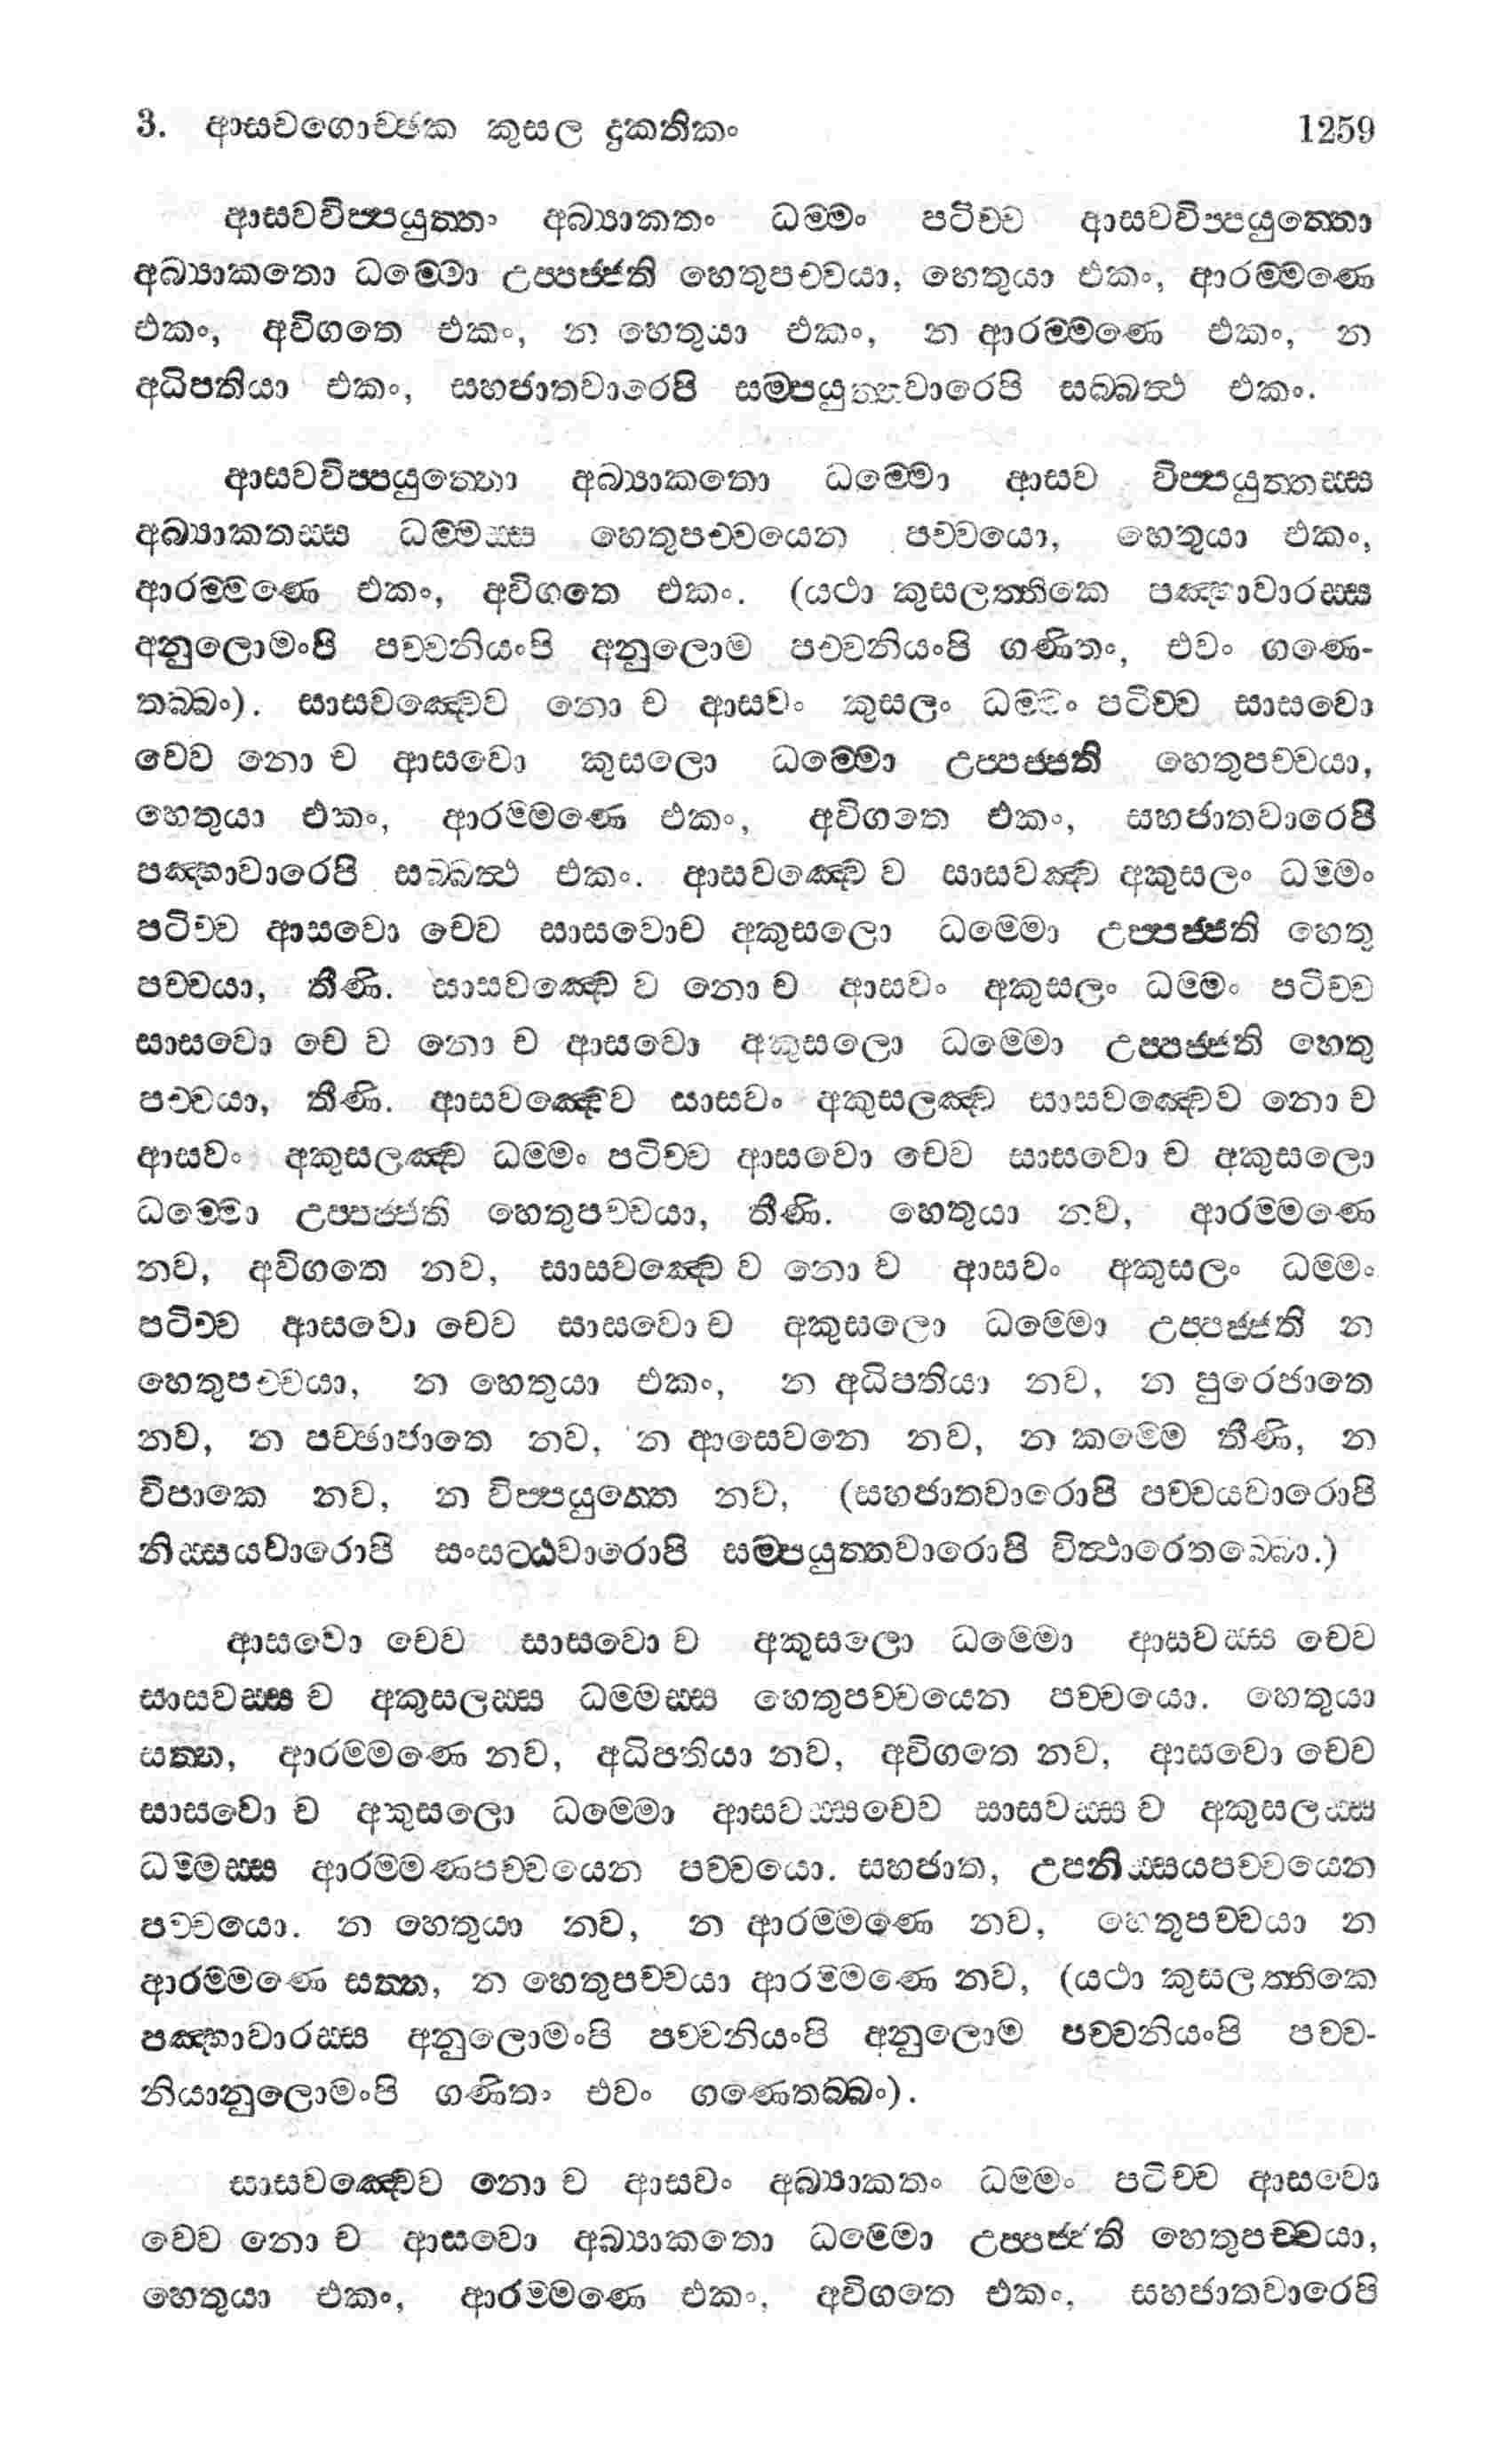 3. ආසවගොච්ඡක කුසල දුකතිකං 1259
ආසවවිප්පයුත්තං අබ්‍යාකතං ධම්මං පටිච්ච ආසවවිප්පයුත්තො
අබ්‍යාකතො ධම්මො උප්පජ්ජති හෙතුපච්චයා, හෙතුයා එකං, ආරම්මණෙ
එකං, අවිගතෙ එකං, න හෙතුයා එකං, න ආරම්මණෙ එකං, න
අධිපතියා එකං, සහජාතවාරෙපි සම්පයුත්තවාරෙපි සබ්බත්ථ එකං.
ආසවවිප්පයුත්තො අබ්‍යාකතො ධම්මො ආසව විප්පයුත්තස්ස
අබ්‍යාකතස්ස ධම්මස්ස හෙතුපච්චයෙන පච්චයො, හෙතුයා එකං,
ආරම්මණෙ එකං, අවිගතෙ එකං. (යථා කුසලත්තිකෙ පඤ්හාවාරස්ස
අනුලොමංපි පච්චනියංපි අනුලොම පච්චනියංපි ගණිතං, එවං ගණෙ-
තබ්බං). සාසවඤ්චෙව නො ච ආසවං කුසලං ධම්මං පටිච්ච සාසවො
චෙව නො ච ආසවො කුසලො ධම්මො උප්පජ්ජති හෙතුපච්චයා,
හෙතුයා එකං, ආරම්මණෙ එකං, අවිගතෙ එකං, සහජාතවාරෙපි
පඤ්හාවාරෙපි සබ්බත්ථ එකං. ආසවඤ්චෙ ව සාසවඤ්ච අකුසලං ධම්මං
පටිච්ච ආසවො චෙව සාසවොච අකුසලො ධම්මො උප්පජ්ජති හෙතු
පච්චයා, තීණි. සාසවඤ්චෙ ව නො ච ආසවං අකුසලං ධම්මං පටිච්ච
සාසවො චෙ ව නො ච ආසවො අකුසලො ධම්මො උප්පජ්ජති හෙතු
පච්චයා, තීණි. ආසවඤ්චෙව සාසවං අකුසලඤ්ච සාසවඤ්චෙව නො ච
ආසවං අකුසලඤ්ච ධම්මං පටිච්ච ආසවො චෙව සාසවො ච අකුසලො
ධම්මො උප්පජ්ජති හෙතුපච්චයා, තීණි. හෙතුයා නව, ආරම්මණෙ
නව, අවිගතෙ නව, සාසවඤ්චෙ ව නො ච ආසවං අකුසලං ධම්මං
පටිච්ච ආසවො චෙව සාසවො ච අකුසලො ධම්මො උප්පජ්ජති න
හෙතුපච්චයා, න හෙතුයා එකං, න අධිපතියා නව, න පුරෙජාතෙ
නව, න පච්ඡාජාතෙ නව, න ආසෙවනෙ නව, න කම්මෙ තීණි, න
විපාකෙ නව, න විප්පයුත්තෙ නව, (සහජාතවාරොපි පච්චයවාරොපි
නිස්සයවාරොපි සංසට්ඨවාරොපි සම්පයුත්තවාරොපි විත්ථාරෙතබ්බො.)
ආසවො චෙව සාසවො ච අකුසලො ධම්මො ආසවස්ස චෙව
සාසවස්ස ච අකුසලස්ස ධම්මස්ස හෙතුපච්චයෙන පච්චයො. හෙතුයා
සත්ත, ආරම්මණෙ නව, අධිපතියා නව, අවිගතෙ නව, ආසවො චෙව
සාසවො ච අකුසලො ධම්මො ආසවස්සචෙව සාසවස්ස ච අකුසලස්ස
ධම්මස්ස ආරම්මණපච්චයෙන පච්චයො. සහජාත, උපනිස්සයපච්චයෙන
පච්චයො. න හෙතුයා නව, න ආරම්මණෙ නව, හෙතුපච්චයා න
ආරම්මණෙ සත්ත, න හෙතුපච්චයා ආරම්මණෙ නව, (යථා කුසලත්තිකෙ
පඤ්හාවාරස්ස අනුලොමංපි පච්චනියංපි අනුලොම පච්චනියංපි පච්ච-
නියානුලොමංපි ගණිතං එවං ගණෙතබ්බං).
සාසවඤ්චෙව නො ච ආසවං අබ්‍යාකතං ධම්මං පටිච්ච ආසවො
චෙව නො ච ආසවො අබ්‍යාකතො ධම්මො උප්පජ්ජති හෙතුපච්චයා,
හෙතුයා එකං, ආරම්මණෙ එකං, අවිගතෙ එකං, සහජාතවාරෙපි